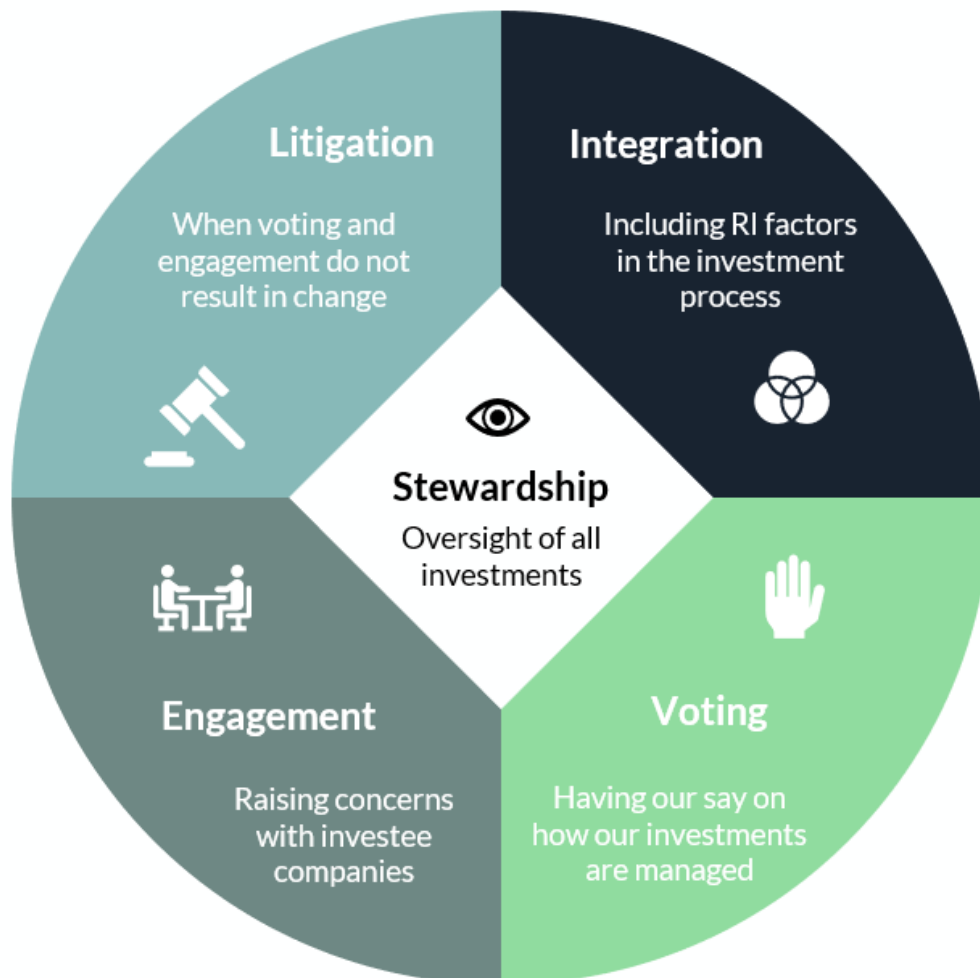 Litigation
When voting and
engagement do not
result in change
Integration
Including RI factors
in the investment
process
Stewardship
Oversight of all
investments
Engagement
Raising concerns
with investee
companies
Voting
Having our say on
how our investments
are managed